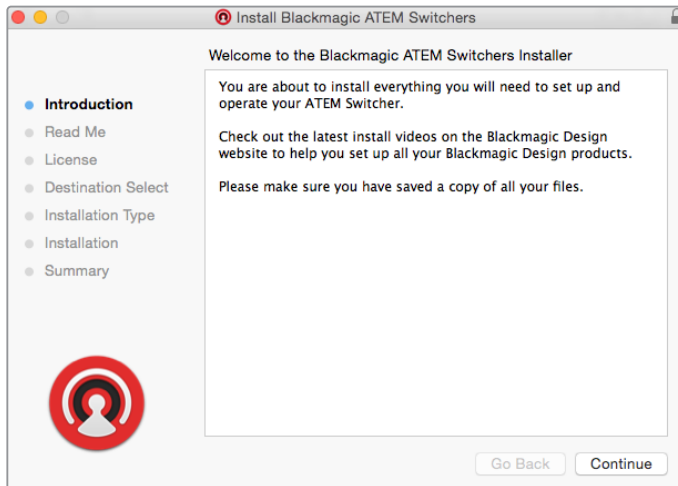 Install Blackmagic ATEM Switchers
Welcome to the Blackmagic ATEM Switchers Installer
Introduction
Read Me
License
Destination Select
Installation Type
Installation
Summary
You are about to install everything you will need to set up and
operate your ATEM Switcher.
Check out the latest install videos on the Blackmagic Design
website to help you set up all your Blackmagic Design products.
Please make sure you have saved a copy of all your files.
Go Back
Continue